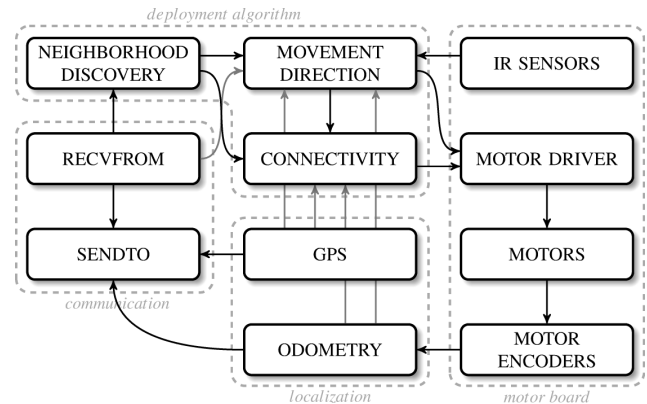 deployment algorithm
NEIGHBORHOOD
DISCOVERY
MOVEMENT
DIRECTION
IR SENSORS
RECVFROM
CONNECTIVITY
MOTOR DRIVER
SENDTO
GPS
MOTORS
communication
ODOMETRY
MOTOR
ENCODERS
localization
motor board